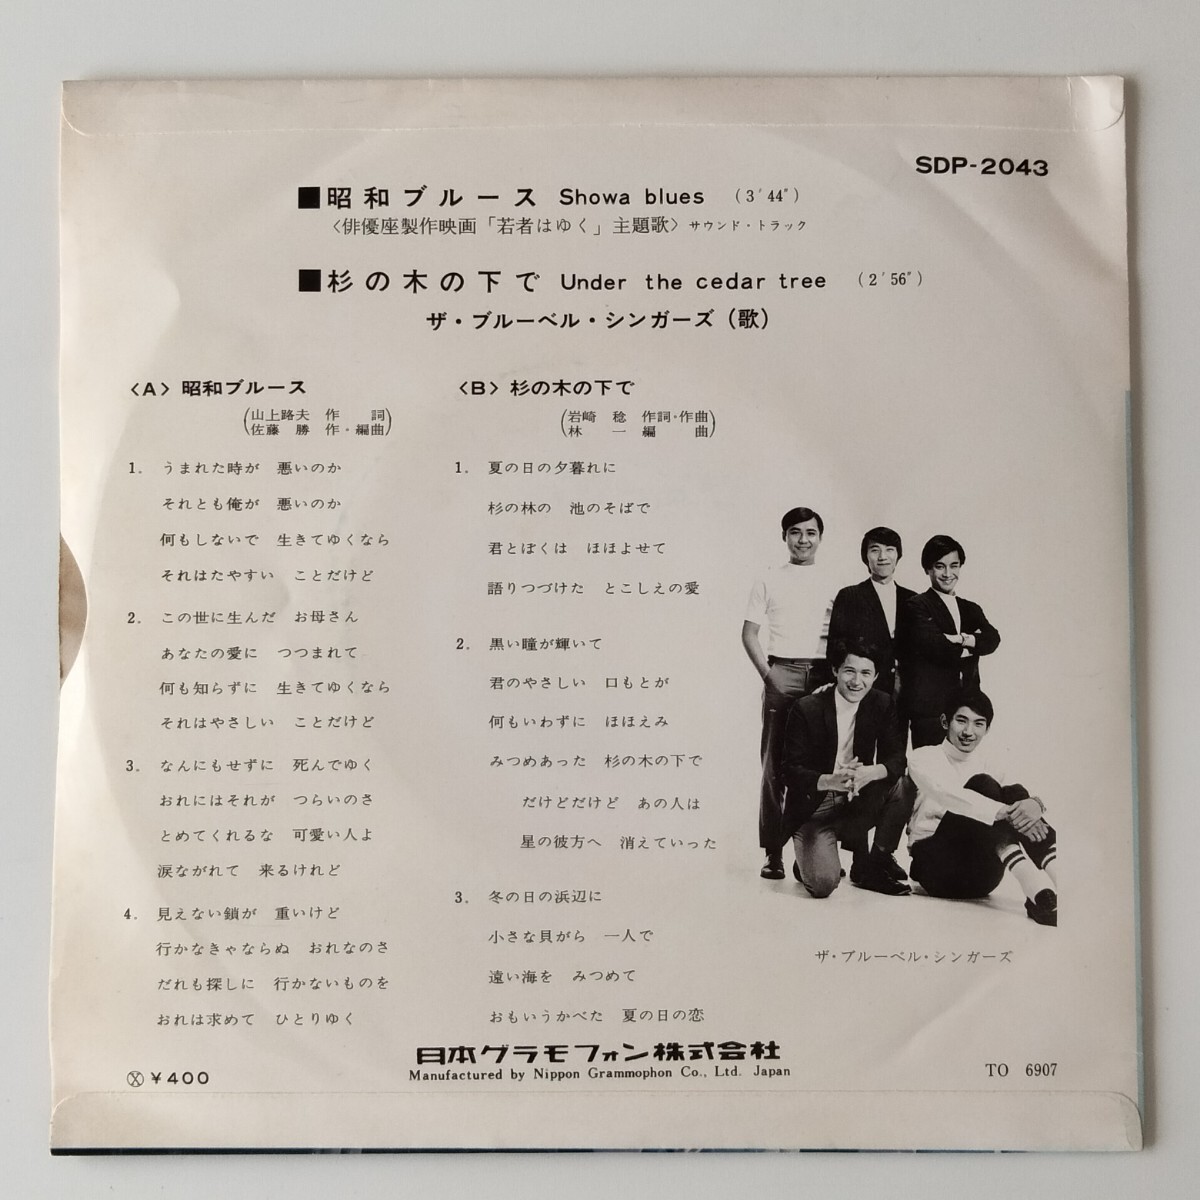 SDP-2043
■昭和ブルース Showa blues (3′44″)
〈俳優座製作映画「若者はゆく」主題歌〉サウンド・トラック
■杉の木の下で Under the cedar tree (2′56″)
ザ・ブルーベル・シンガーズ(歌)
〈A〉昭和ブルース
(山上路夫 作 詞
佐藤 勝 作・編曲)
1. うまれた時が 悪いのか
それとも俺が 悪いのか
何もしないで 生きてゆくなら
それはたやすい ことだけど
2. この世に生んだ お母さん
あなたの愛に つつまれて
何も知らずに 生きてゆくなら
それはやさしい ことだけど
3. なんにもせずに 死んでゆく
おれにはそれが つらいのさ
とめてくれるな 可愛い人よ
涙ながれて 来るけれど
4. 見えない鎖が 重いけど
行かなきゃならぬ おれなのさ
だれも探しに 行かないものを
おれは求めて ひとりゆく
〈B〉杉の木の下で
(岩崎 稔 作詞・作曲
林 一 編 曲)
1. 夏の日の夕暮れに
杉の林の 池のそばで
君とぼくは ほほよせて
語りつづけた とこしえの愛
2. 黒い瞳が輝いて
君のやさしい 口もとが
何もいわずに ほほえみ
みつめあった 杉の木の下で
だけどだけど あの人は
星の彼方へ 消えていった
3. 冬の日の浜辺に
小さな貝がら 一人で
遠い海を みつめて
おもいうかべた 夏の日の恋
ザ・ブルーベル・シンガーズ
日本グラモフォン株式会社
Manufactured by Nippon Grammophon Co., Ltd. Japan
Ⓧ ¥400
TO 6907